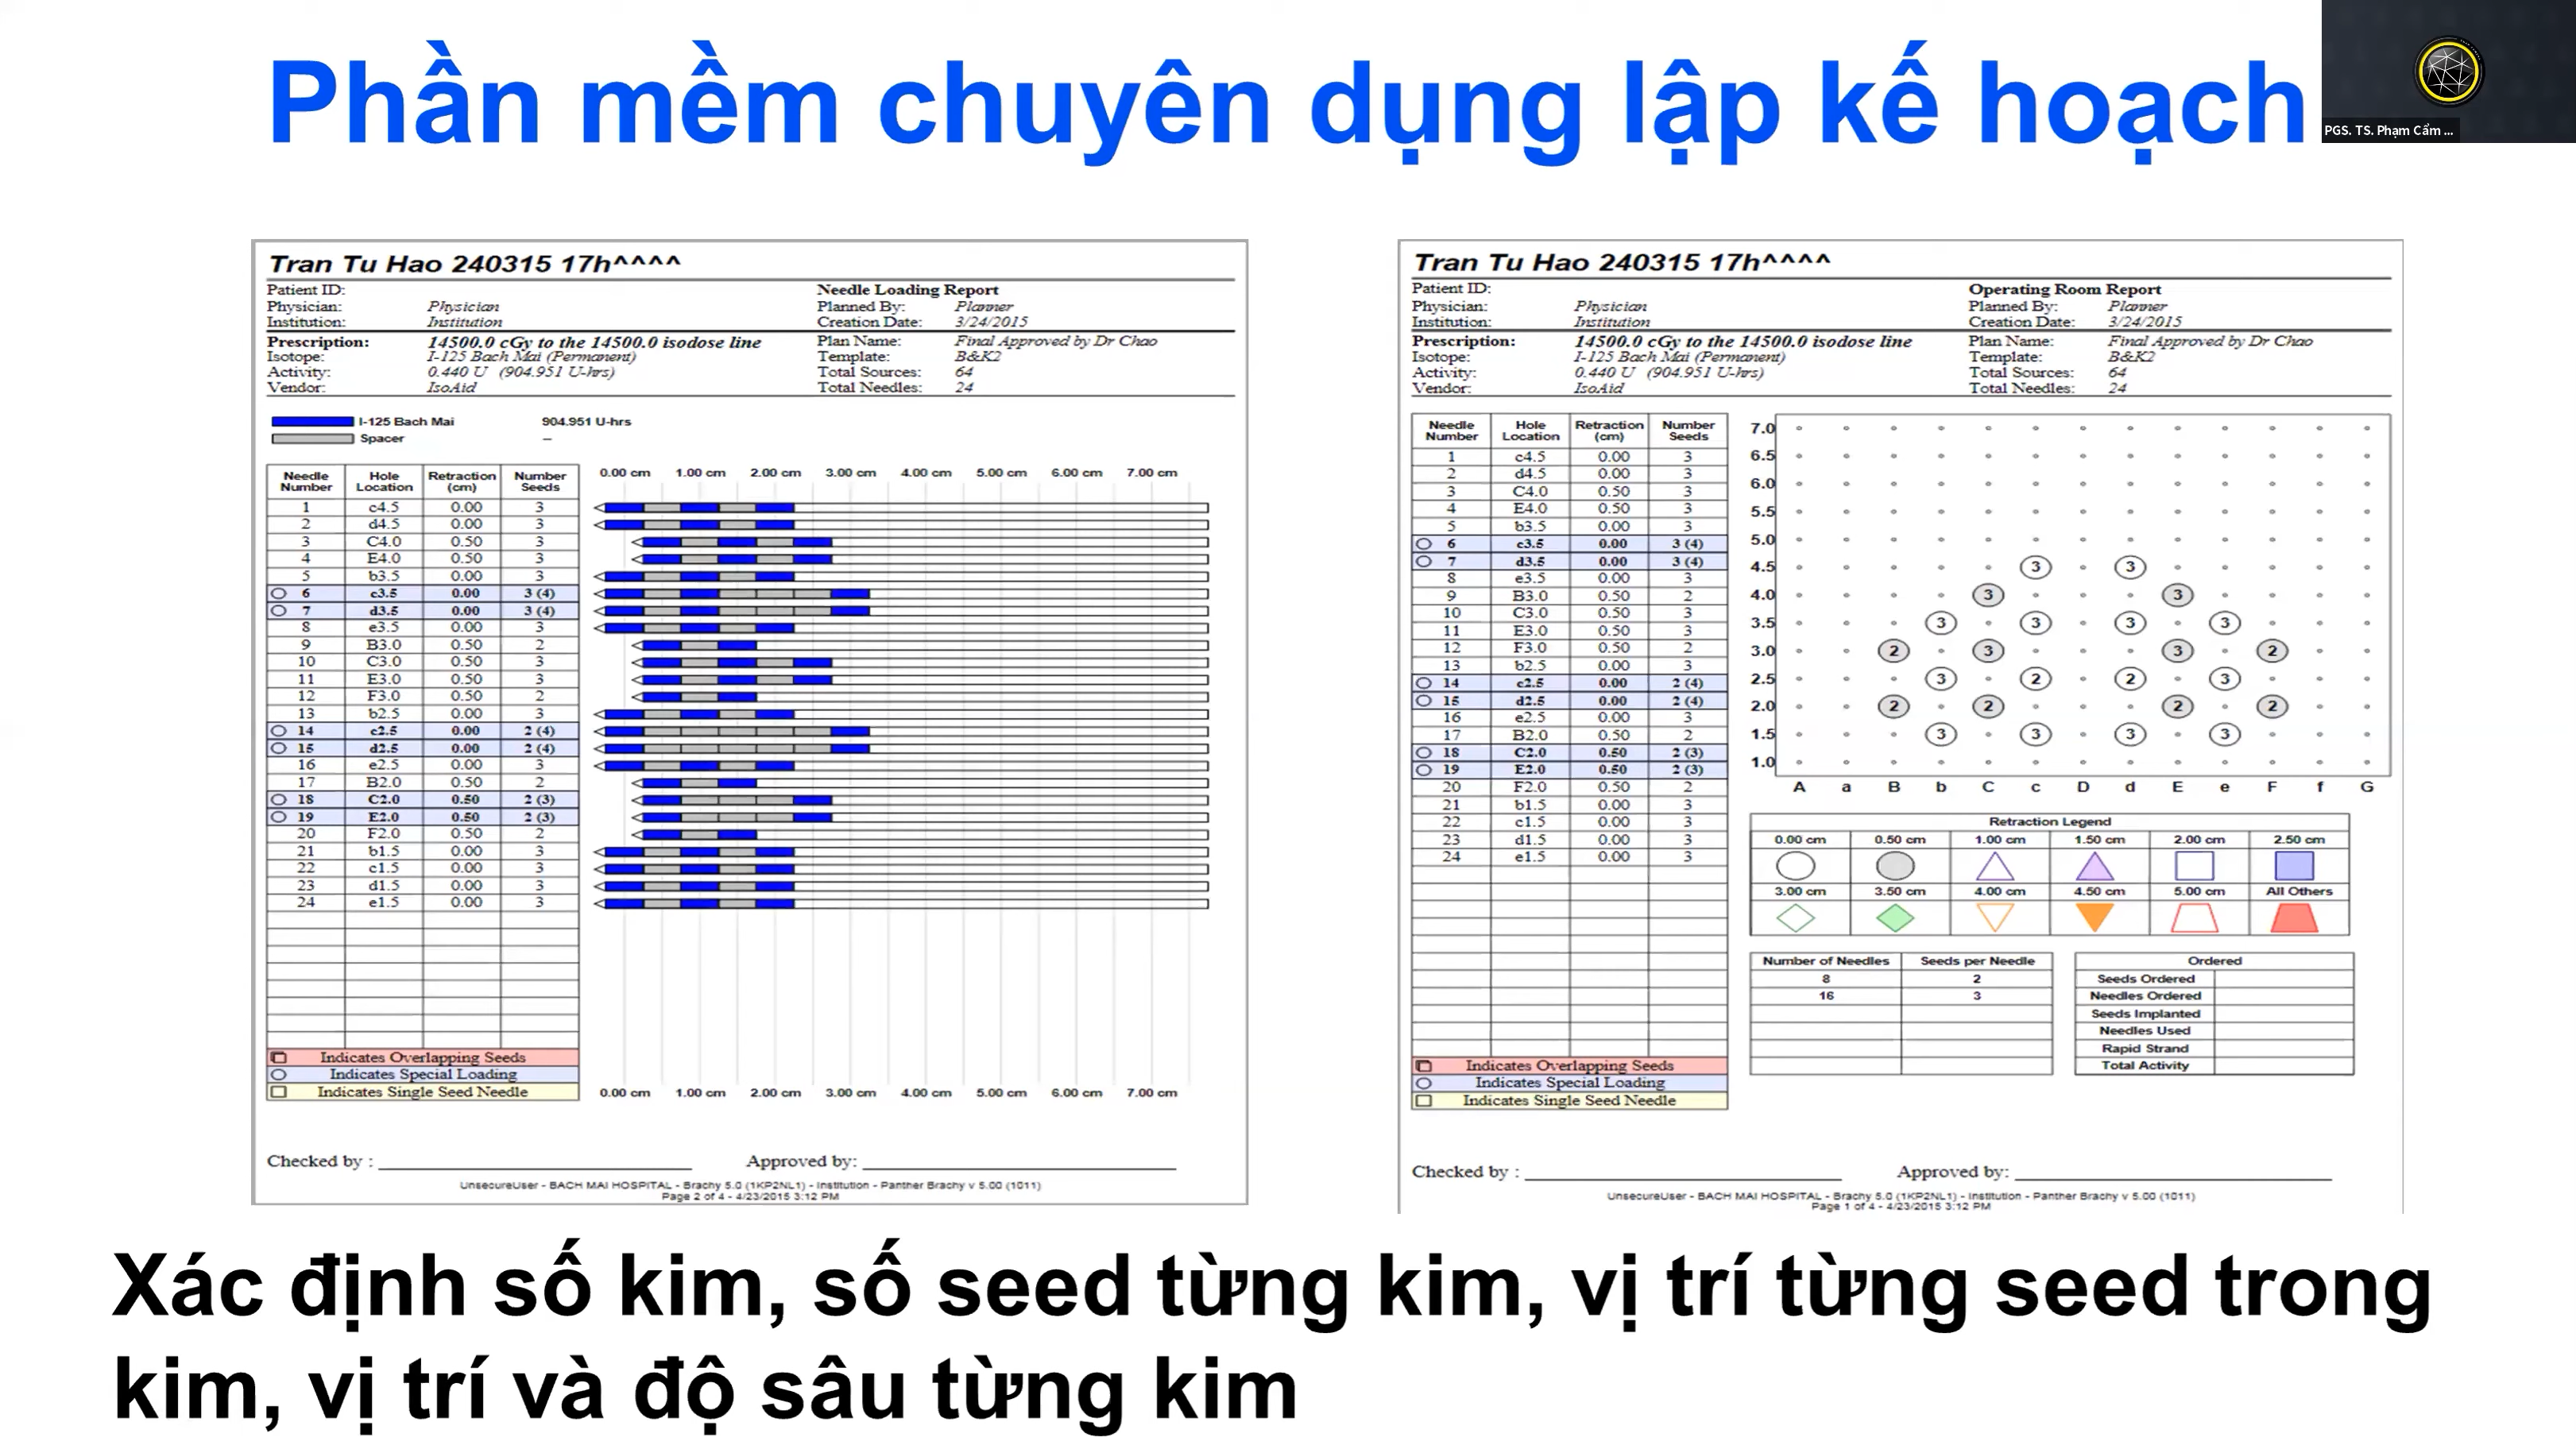 Phần mềm chuyên dụng lập kế hoạch
PGS. TS. Phạm Cẩm ...
Tran Tu Hao 240315 17h^^^^
Patient ID: Needle Loading Report
Physician: Physician Planned By: Planner
Institution: Institution Creation Date: 3/24/2015
Prescription: 14500.0 cGy to the 14500.0 isodose line Plan Name: Final Approved by Dr Chao
Isotope: I-125 Bach Mai (Permanent) Template: B&K2
Activity: 0.440 U (904.951 U-hrs) Total Sources: 64
Vendor: IsoAid Total Needles: 24
I-125 Bach Mai 904.951 U-hrs
Spacer --
Needle Number Hole Location Retraction (cm) Number Seeds
0.00 cm 1.00 cm 2.00 cm 3.00 cm 4.00 cm 5.00 cm 6.00 cm 7.00 cm
1 c4.5 0.00 3
2 d4.5 0.00 3
3 C4.0 0.50 3
4 E4.0 0.50 3
5 b3.5 0.00 3
6 c3.5 0.00 3 (4)
7 d3.5 0.00 3 (4)
8 e3.5 0.00 3
9 B3.0 0.50 2
10 C3.0 0.50 3
11 E3.0 0.50 3
12 F3.0 0.50 2
13 b2.5 0.00 3
14 c2.5 0.00 2 (4)
15 d2.5 0.00 2 (4)
16 e2.5 0.00 3
17 B2.0 0.50 2
18 C2.0 0.50 2 (3)
19 E2.0 0.50 2 (3)
20 F2.0 0.50 2
21 b1.5 0.00 3
22 c1.5 0.00 3
23 d1.5 0.00 3
24 e1.5 0.00 3
Indicates Overlapping Seeds
Indicates Special Loading
Indicates Single Seed Needle
0.00 cm 1.00 cm 2.00 cm 3.00 cm 4.00 cm 5.00 cm 6.00 cm 7.00 cm
Checked by : Approved by:
UnsecureUser - BACH MAI HOSPITAL - Brachy 5.0 (1KP2NL1) - Institution - Panther Brachy v 5.00 (1011)
Page 2 of 4 - 4/23/2015 3:12 PM
Tran Tu Hao 240315 17h^^^^
Patient ID: Operating Room Report
Physician: Physician Planned By: Planner
Institution: Institution Creation Date: 3/24/2015
Prescription: 14500.0 cGy to the 14500.0 isodose line Plan Name: Final Approved by Dr Chao
Isotope: I-125 Bach Mai (Permanent) Template: B&K2
Activity: 0.440 U (904.951 U-hrs) Total Sources: 64
Vendor: IsoAid Total Needles: 24
Needle Number Hole Location Retraction (cm) Number Seeds
1 c4.5 0.00 3
2 d4.5 0.00 3
3 C4.0 0.50 3
4 E4.0 0.50 3
5 b3.5 0.00 3
6 c3.5 0.00 3 (4)
7 d3.5 0.00 3 (4)
8 e3.5 0.00 3
9 B3.0 0.50 2
10 C3.0 0.50 3
11 E3.0 0.50 3
12 F3.0 0.50 2
13 b2.5 0.00 3
14 c2.5 0.00 2 (4)
15 d2.5 0.00 2 (4)
16 e2.5 0.00 3
17 B2.0 0.50 2
18 C2.0 0.50 2 (3)
19 E2.0 0.50 2 (3)
20 F2.0 0.50 2
21 b1.5 0.00 3
22 c1.5 0.00 3
23 d1.5 0.00 3
24 e1.5 0.00 3
Indicates Overlapping Seeds
Indicates Special Loading
Indicates Single Seed Needle
7.0
6.5
6.0
5.5
5.0
4.5 3 3
4.0 3 3
3.5 3 3 3 3
3.0 2 3 3 2
2.5 3 2 2 3
2.0 2 2 2 2
1.5 3 3 3 3
1.0
A a B b C c D d E e F f G
Retraction Legend
0.00 cm 0.50 cm 1.00 cm 1.50 cm 2.00 cm 2.50 cm
3.00 cm 3.50 cm 4.00 cm 4.50 cm 5.00 cm All Others
Number of Needles Seeds per Needle
8 2
16 3
Ordered
Seeds Ordered
Needles Ordered
Seeds Implanted
Needles Used
Rapid Strand
Total Activity
Checked by : Approved by:
UnsecureUser - BACH MAI HOSPITAL - Brachy 5.0 (1KP2NL1) - Institution - Panther Brachy v 5.00 (1011)
Page 1 of 4 - 4/23/2015 3:12 PM
Xác định số kim, số seed từng kim, vị trí từng seed trong
kim, vị trí và độ sâu từng kim